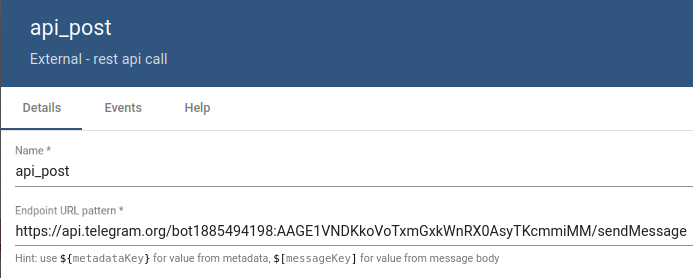 api_post
External - rest api call
Details Events Help
Name *
api_post
Endpoint URL pattern *
https://api.telegram.org/bot1885494198:AAGE1VNDKkoVoTxmGxkWnRX0AsyTKcmmiMM/sendMessage
Hint: use ${metadataKey} for value from metadata, $[messageKey] for value from message body